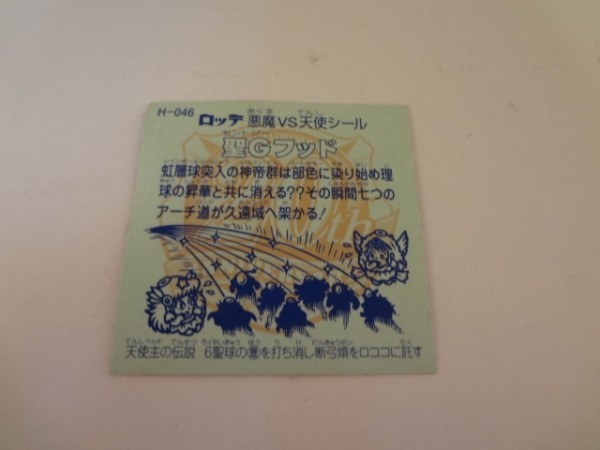 H-046 ロッテ 悪魔VS天使シール
聖Gフッド
虹層球突入の神帝群は部色に染り始め理
球の昇華と共に消える??その瞬間七つの
アーチ道が久遠域へ架かる!
天使主の伝説 6聖球の
を打ち消し断弓煩をロココに託す